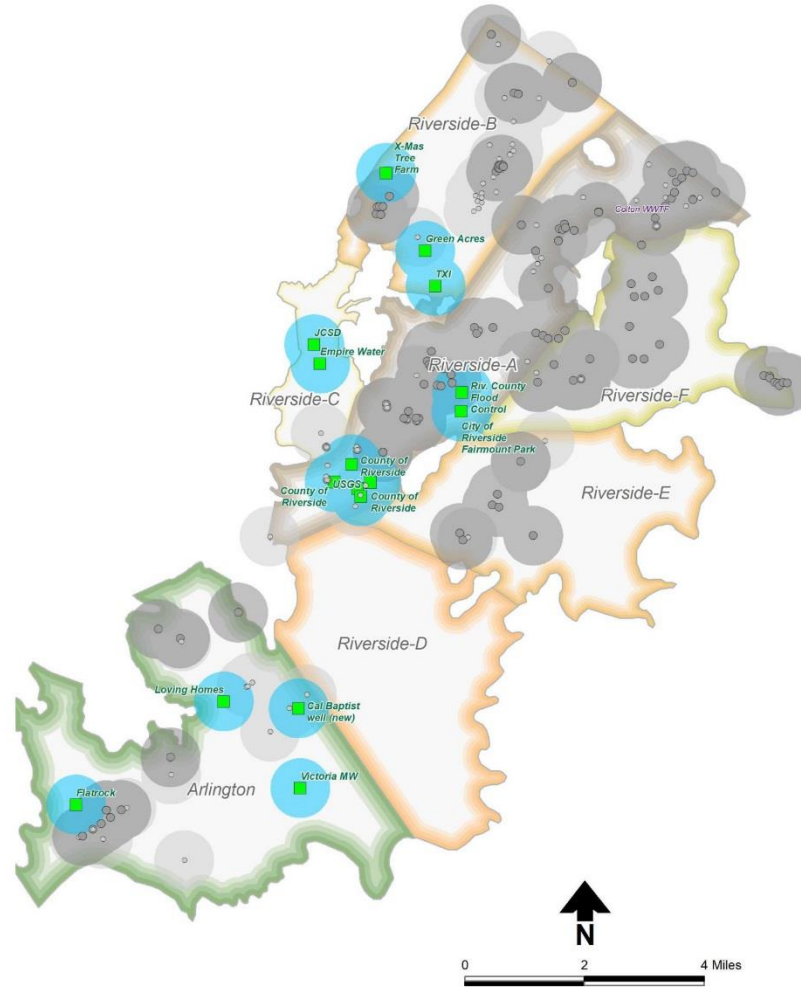 Riverside-B
X-Mas
Tree
Farm
Colton WWTF
Green Acres
TXI
JCSD
Empire Water
Riverside-A
Riverside-C
Riv. County
Flood
Control
Riverside-F
City of
Riverside
Fairmount Park
County of
Riverside
USGS
County of
Riverside
County of
Riverside
Riverside-E
Riverside-D
Loving Homes
Cal Baptist
well (new)
Victoria MW
Flatrock
Arlington
N
0 2 4 Miles